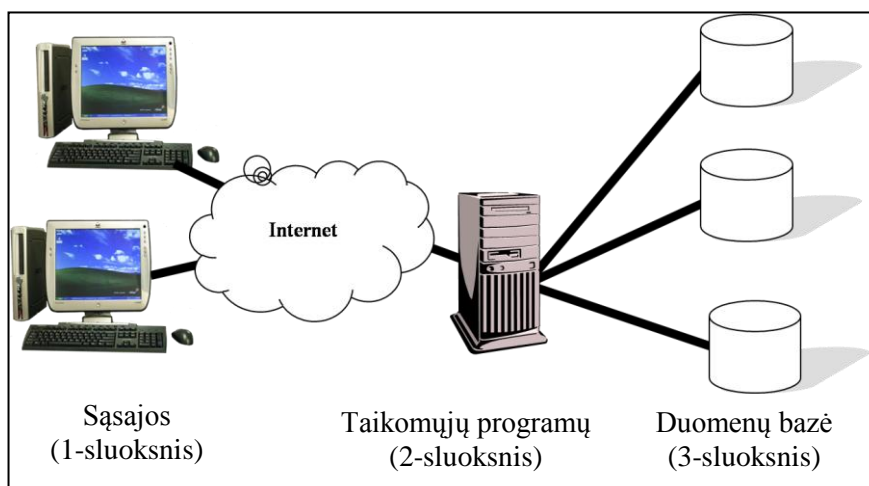 Internet
Sąsajos
(1-sluoksnis)
Taikomųjų programų
(2-sluoksnis)
Duomenų bazė
(3-sluoksnis)